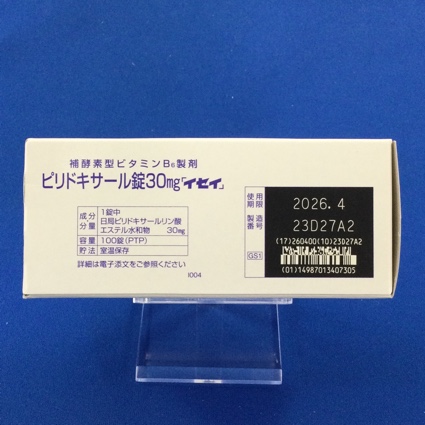 補酵素型ビタミンB₆製剤
ピリドキサール錠30mg「イセイ」
成分 分量
1錠中
日局ピリドキサールリン酸
エステル水和物 30mg
容量 100錠(PTP)
貯法 室温保存
詳細は電子添文をご参照ください
I004
使用期限 2026.4
製造番号 23D27A2
(17)260400(10)23D27A2
GS1
(01)14987013407305